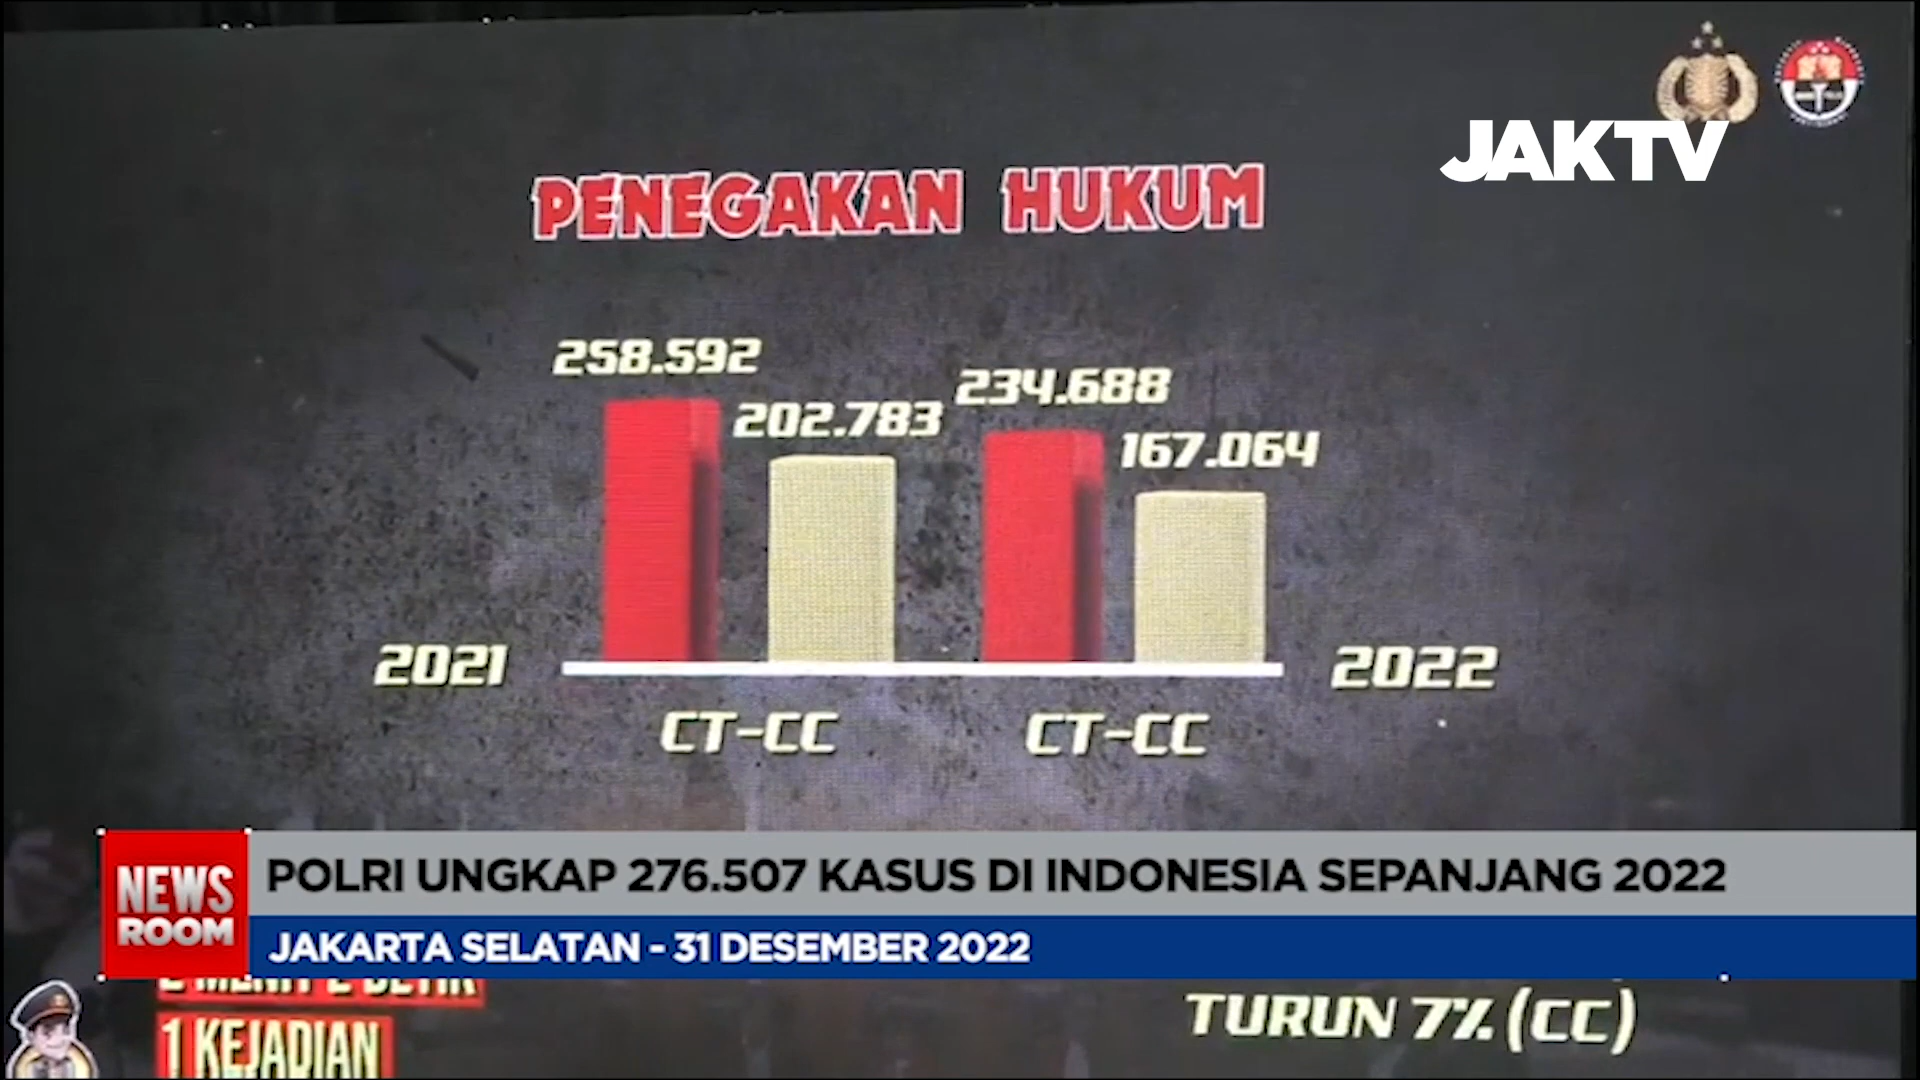 JAKTV
PENEGAKAN HUKUM
258.592
202.783
234.688
167.064
2021
2022
CT-CC
CT-CC
NEWS
ROOM
POLRI UNGKAP 276.507 KASUS DI INDONESIA SEPANJANG 2022
JAKARTA SELATAN - 31 DESEMBER 2022
1 KEJADIAN
TURUN 7% (CC)